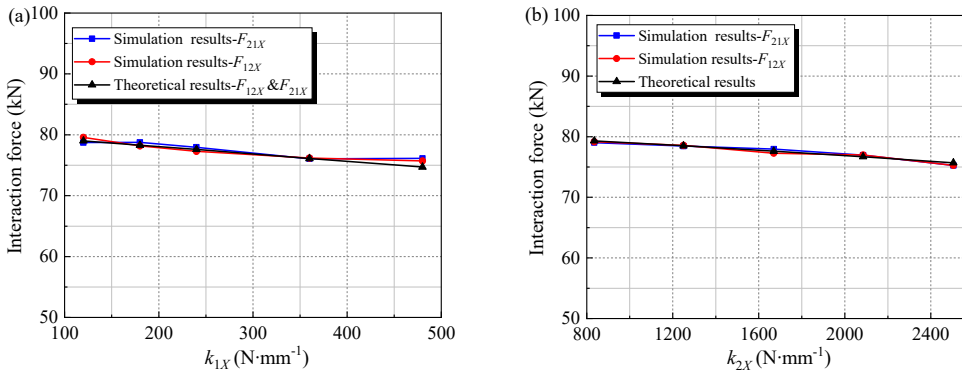 (a)
Interaction force (kN)
100
90
80
70
60
50
Simulation results-F21X
Simulation results-F12X
Theoretical results-F12X &F21X
100 200 300 400 500
k1X (N·mm-1)
(b)
Interaction force (kN)
100
90
80
70
60
50
Simulation results-F21X
Simulation results-F12X
Theoretical results
800 1200 1600 2000 2400
k2X (N·mm-1)